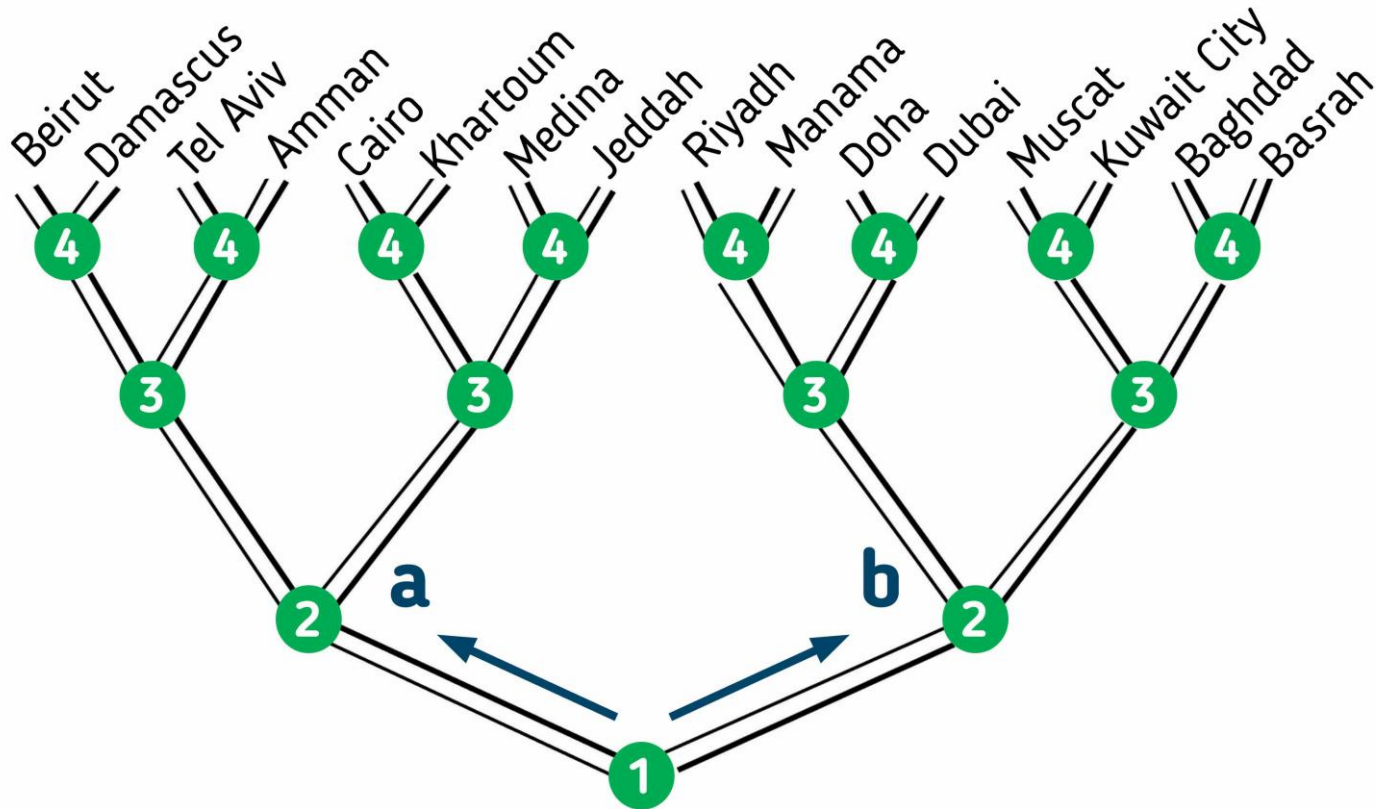 Beirut
Damascus
Tel Aviv
Amman
Cairo
Khartoum
Medina
Jeddah
Riyadh
Manama
Doha
Dubai
Muscat
Kuwait City
Baghdad
Basrah
4 4 4 4 4 4 4 4
3 3 3 3
a b
2 2
1